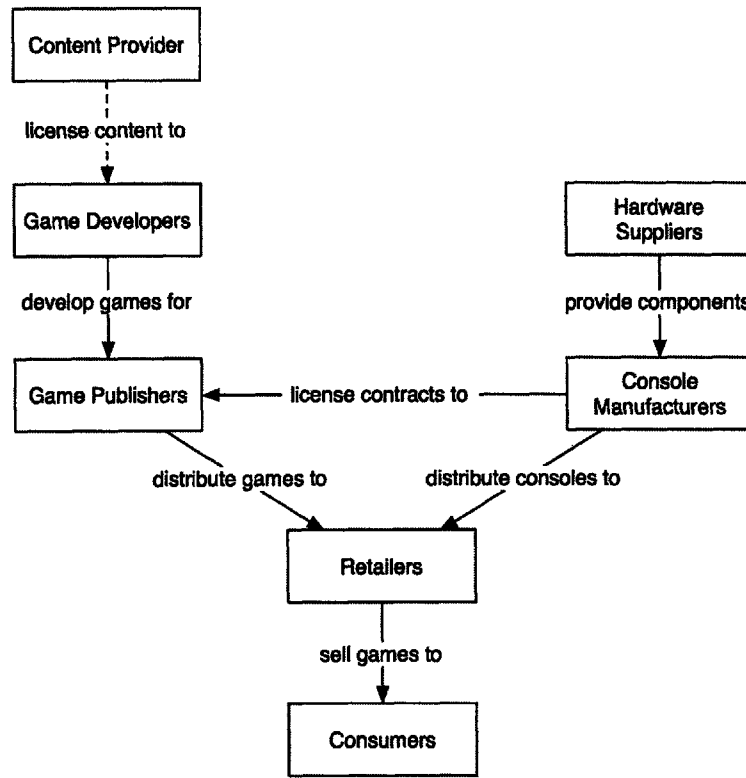 Content Provider
license content to
Game Developers
Hardware
Suppliers
develop games for
provide components
Game Publishers
license contracts to
Console
Manufacturers
distribute games to
distribute consoles to
Retailers
sell games to
Consumers